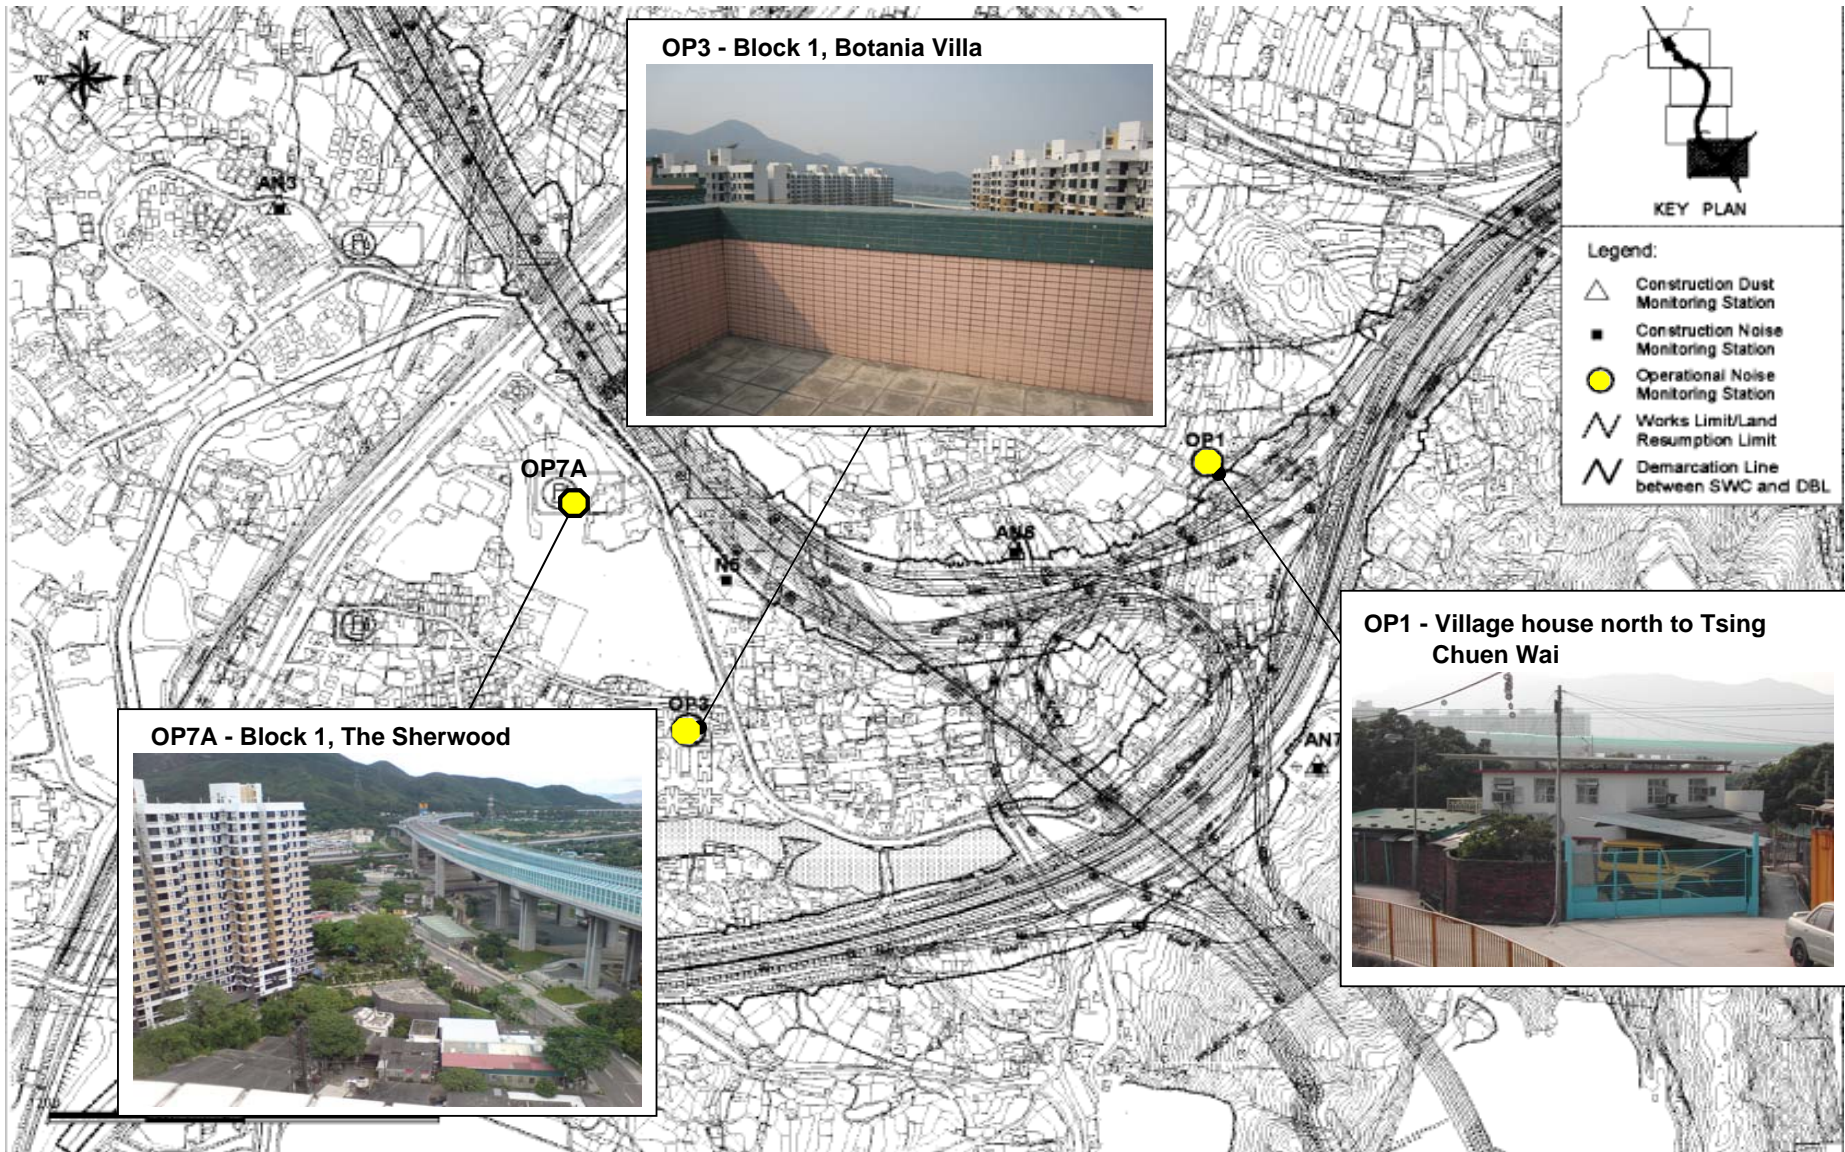 OP3 - Block 1, Botania Villa
N
W
E
KEY PLAN
Legend:
Construction Dust
Monitoring Station
Construction Noise
Monitoring Station
Operational Noise
Monitoring Station
Works Limit/Land
Resumption Limit
Demarcation Line
between SWC and DBL
AN3
OP1
OP7A
AN6
N5
OP1 - Village house north to Tsing
Chuen Wai
OP3
OP7A - Block 1, The Sherwood
AN7